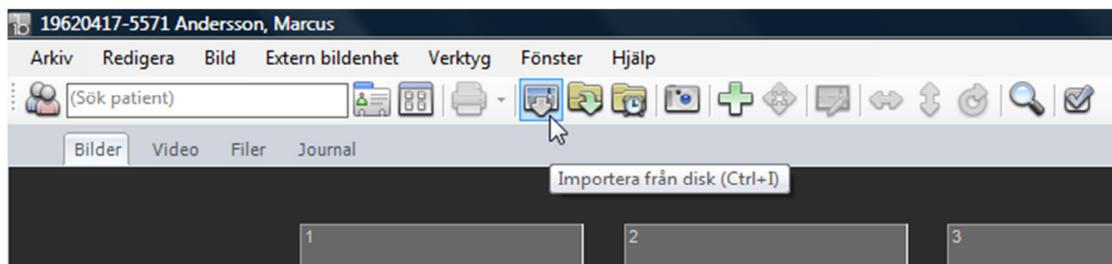 19620417-5571 Andersson, Marcus
Arkiv Redigera Bild Extern bildenhet Verktyg Fönster Hjälp
(Sök patient)
Bilder Video Filer Journal
Importera från disk (Ctrl+I)
1 2 3